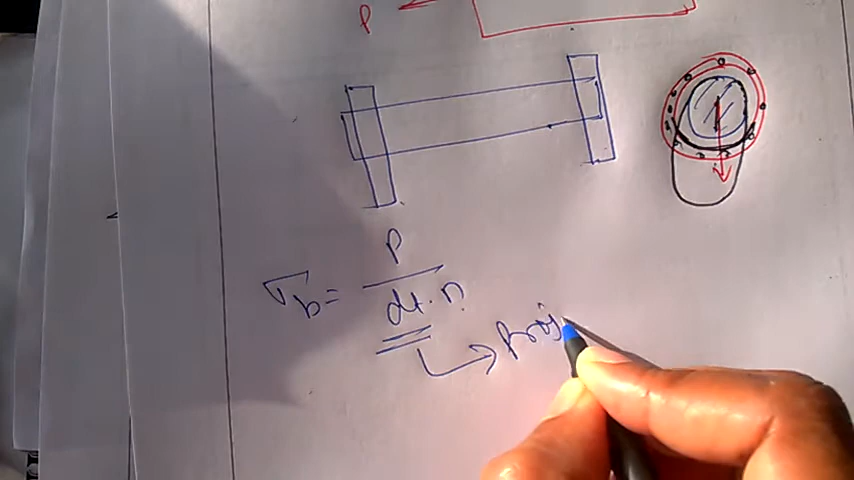 P
σb = P / dt.n
→ Proj